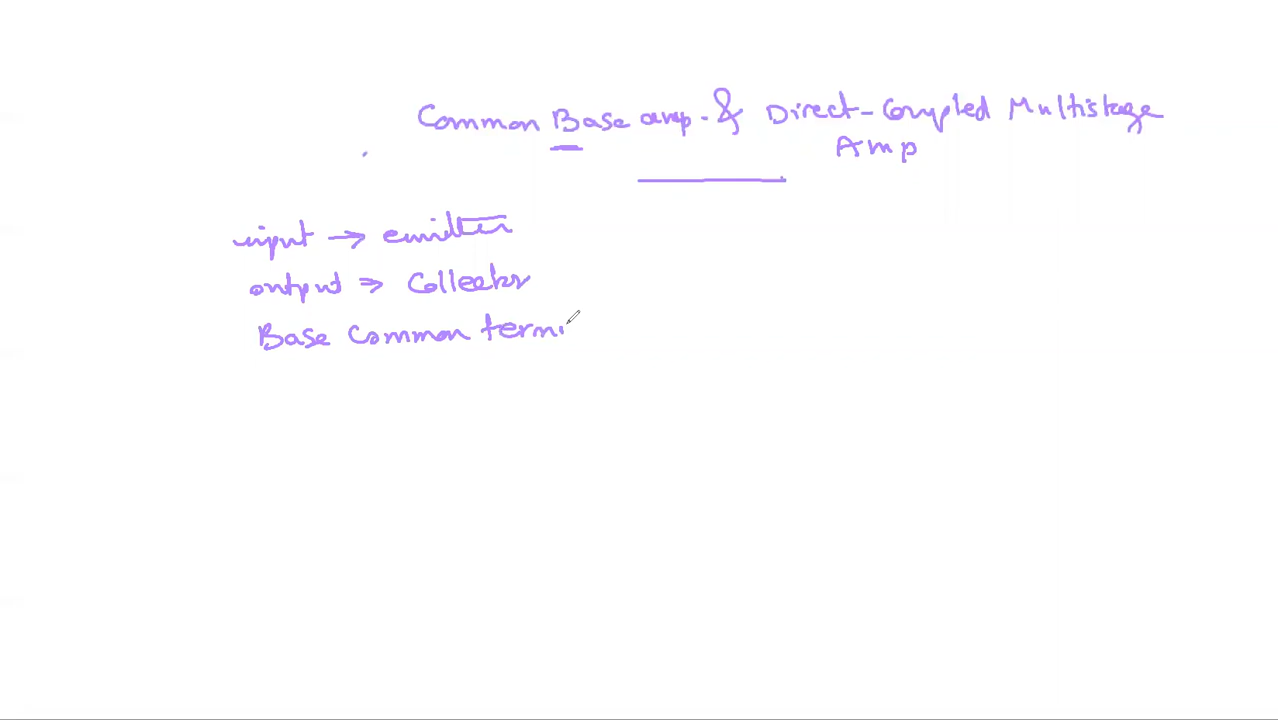 Common Base amp. & Direct-Coupled Multistage
Amp
input → emitter
output ⇒ Collector
Base Common termi